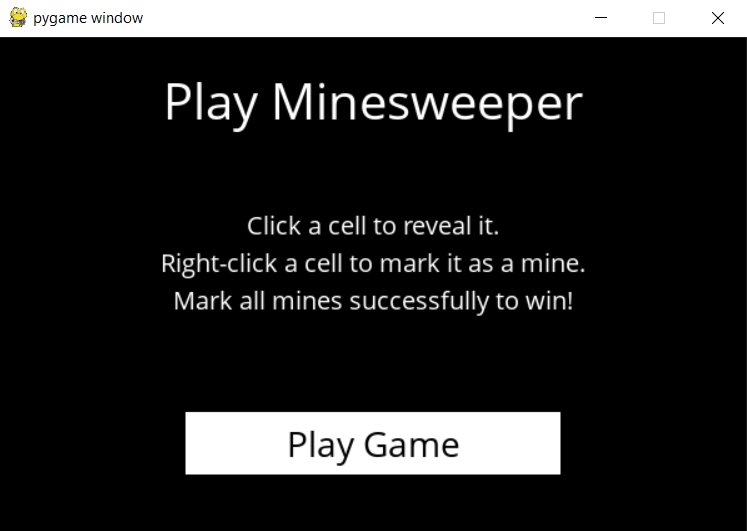 pygame window
Play Minesweeper
Click a cell to reveal it.
Right-click a cell to mark it as a mine.
Mark all mines successfully to win!
Play Game